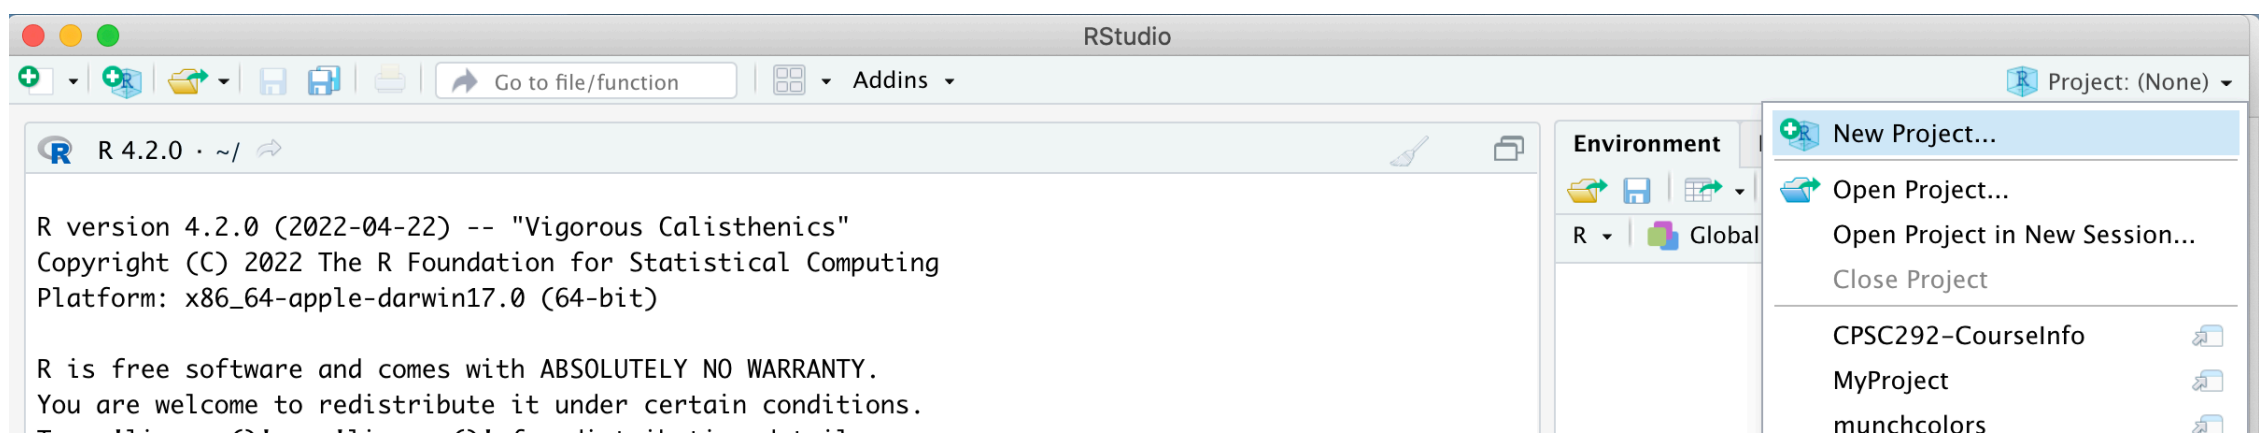 RStudio
Go to file/function
Addins
Project: (None)
R 4.2.0 · ~/
R version 4.2.0 (2022-04-22) -- "Vigorous Calisthenics"
Copyright (C) 2022 The R Foundation for Statistical Computing
Platform: x86_64-apple-darwin17.0 (64-bit)
R is free software and comes with ABSOLUTELY NO WARRANTY.
You are welcome to redistribute it under certain conditions.
Environment
R
Global
New Project...
Open Project...
Open Project in New Session...
Close Project
CPSC292-CourseInfo
MyProject
munchcolors